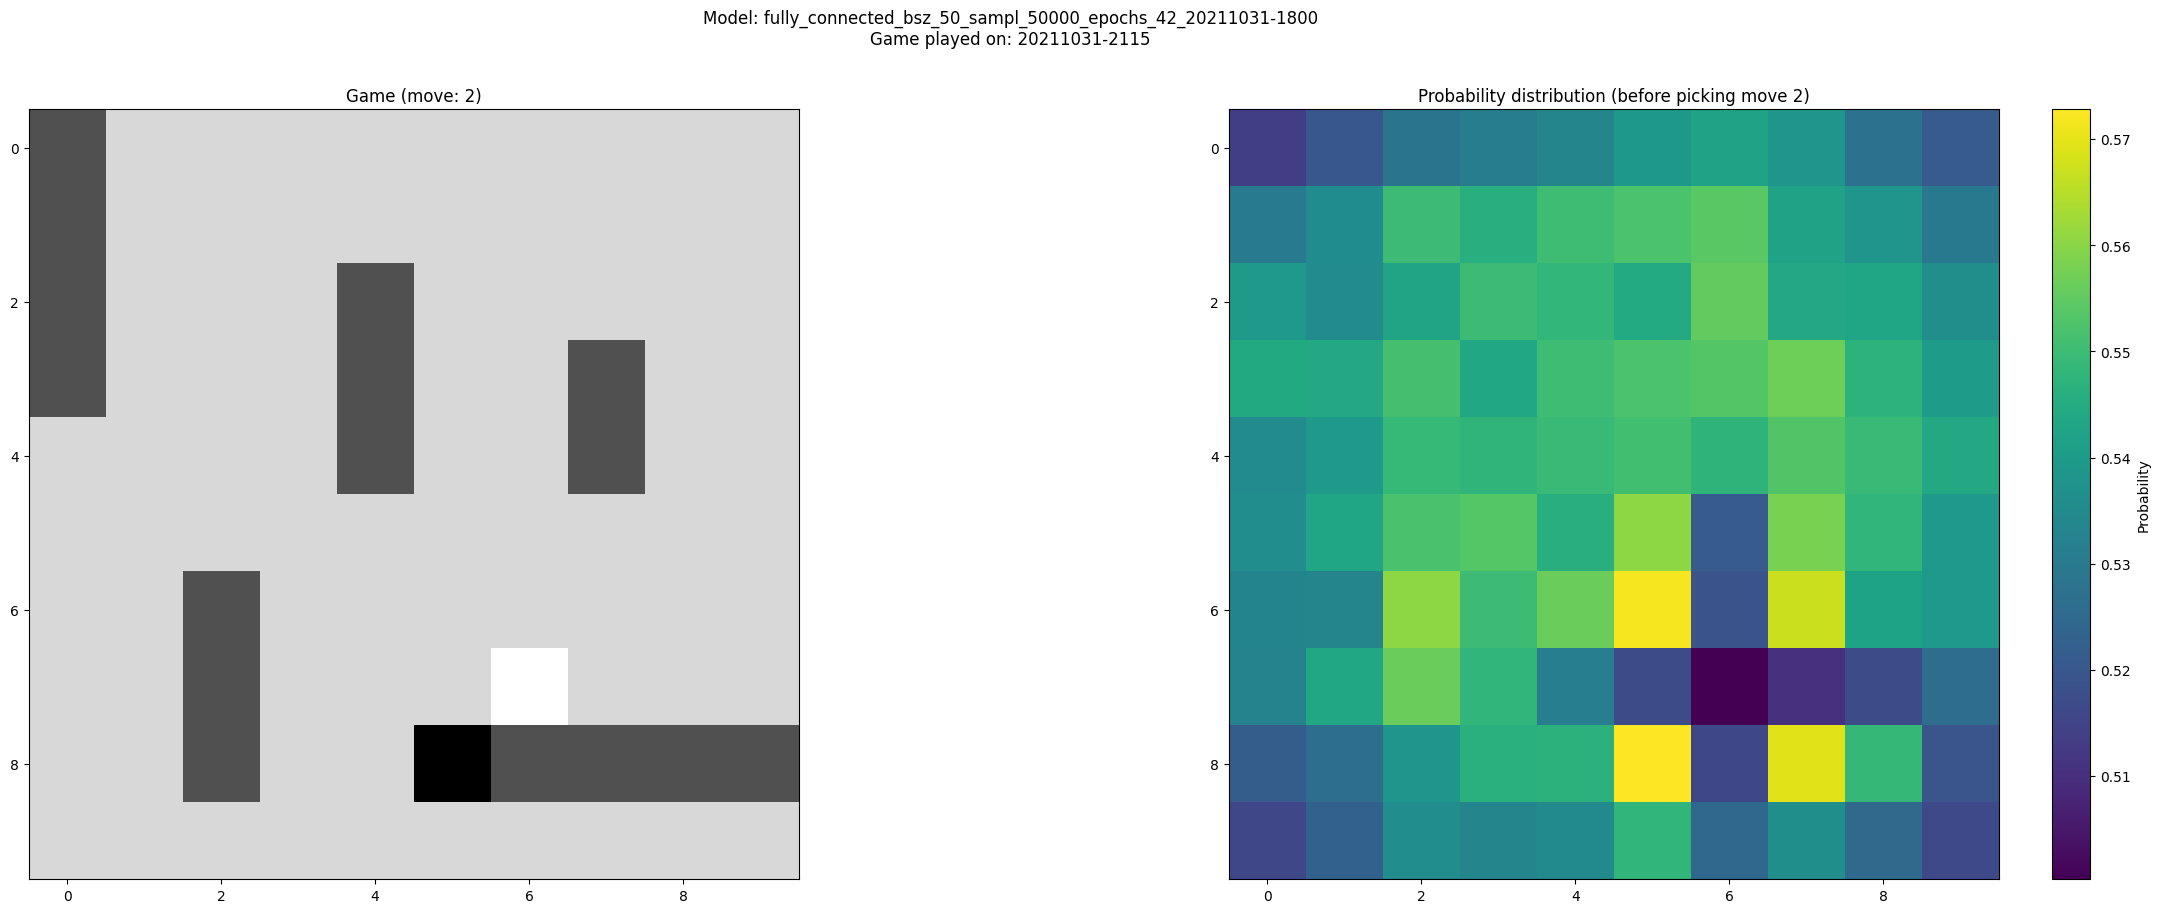 Model: fully_connected_bsz_50_sampl_50000_epochs_42_20211031-1800
Game played on: 20211031-2115
Game (move: 2)
0
2
4
6
8
0 2 4 6 8
Probability distribution (before picking move 2)
0
2
4
6
8
0 2 4 6 8
0.57
0.56
0.55
0.54
0.53
0.52
0.51
Probability